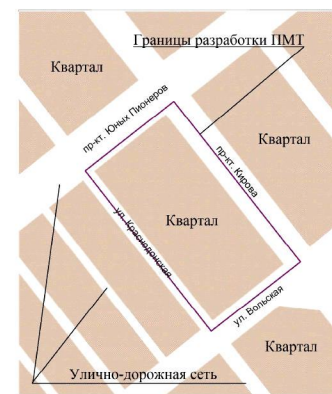 Границы разработки ПМТ
Квартал
пр-кт. Юных Пионеров
Квартал
пр-кт. Кирова
Квартал
ул. Краснодонская
ул. Вольская
Квартал
Улично-дорожная сеть